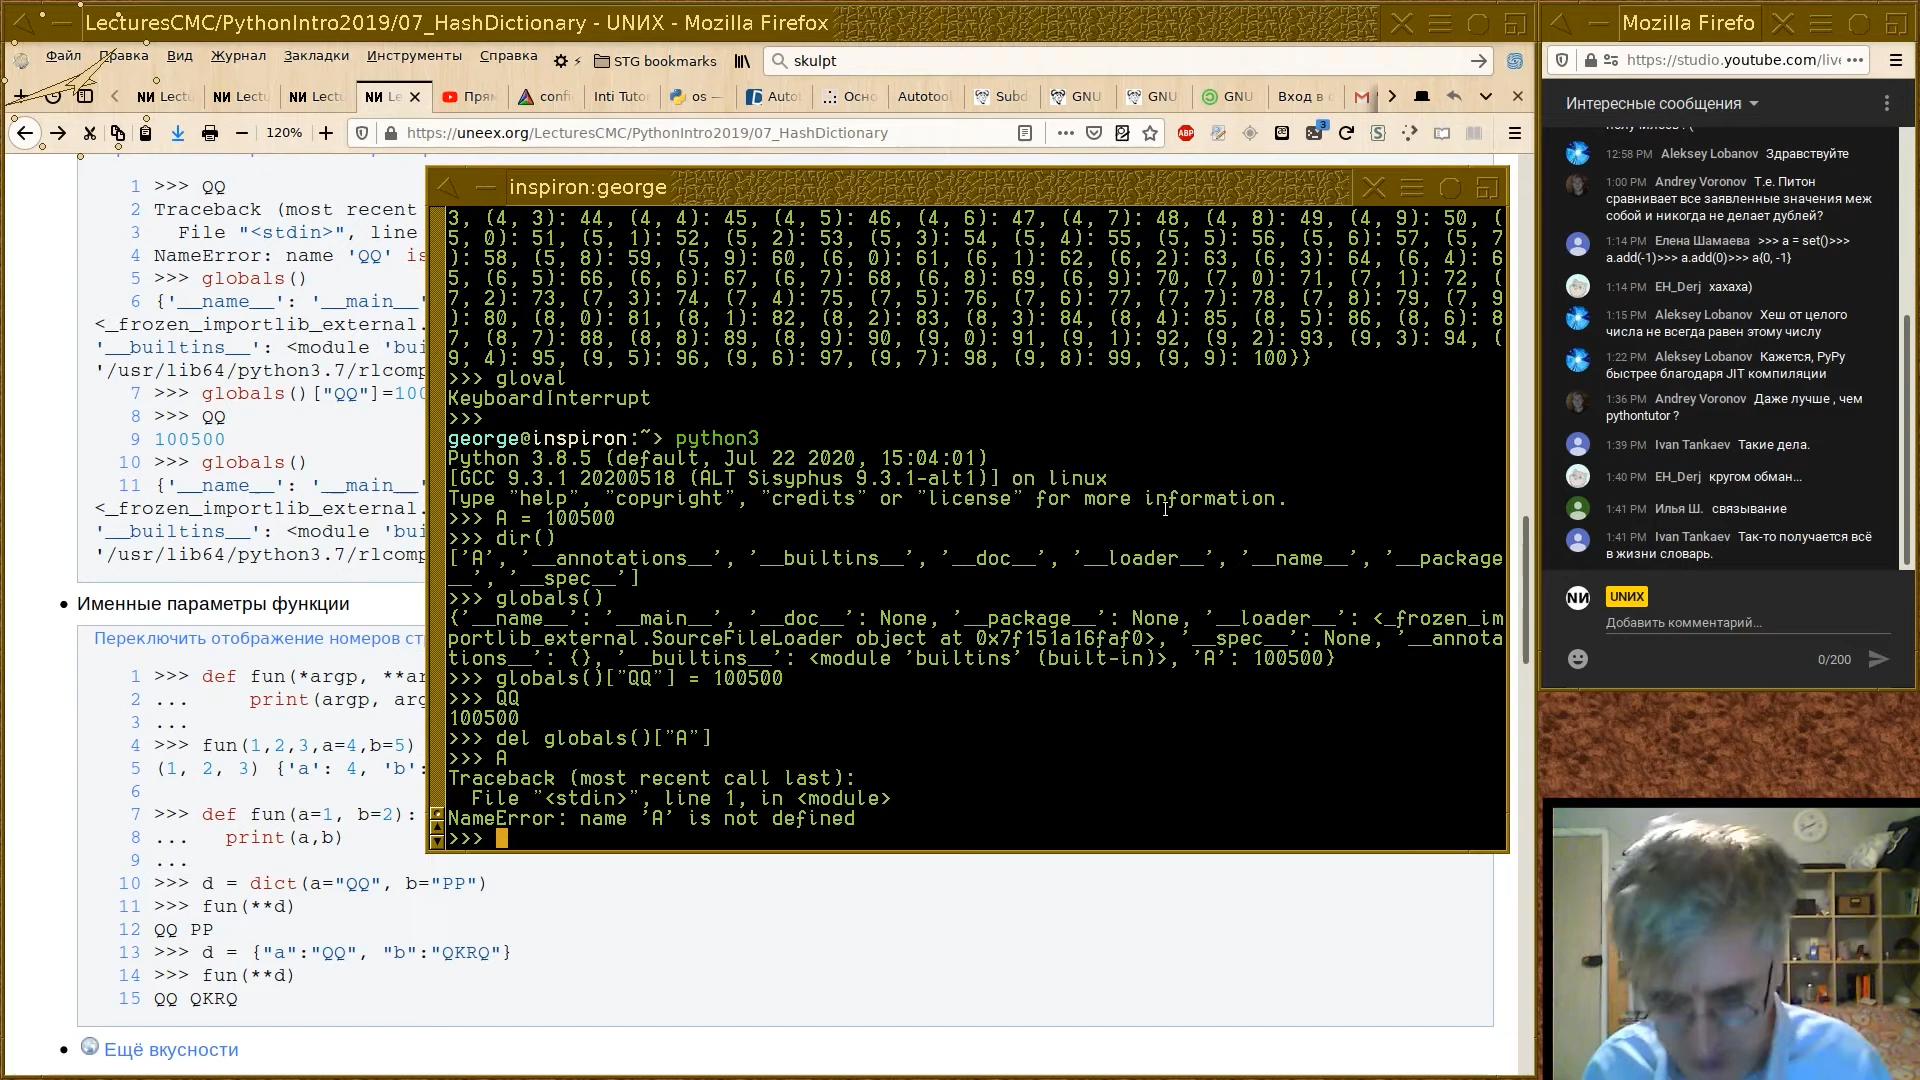 LecturesCMC/PythonIntro2019/07_HashDictionary - UNИX - Mozilla Firefox
Файл Правка Вид Журнал Закладки Инструменты Справка STG bookmarks skulpt
NИ Lectu NИ Lectu NИ Lectu NИ Le Прям confi Inti Tutor os — Auto Осно Autotool Subd GNU GNU GNU Вход в
120% https://uneex.org/LecturesCMC/PythonIntro2019/07_HashDictionary 3
1 >>> QQ
2 Traceback (most recent
3 File "<stdin>", line
4 NameError: name 'QQ' is
5 >>> globals()
6 {'__name__': '__main__'
<_frozen_importlib_external.
'__builtins__': <module 'bui
'/usr/lib64/python3.7/rlcomp
7 >>> globals()["QQ"]=100
8 >>> QQ
9 100500
10 >>> globals()
11 {'__name__': '__main__'
<_frozen_importlib_external.
'__builtins__': <module 'bui
'/usr/lib64/python3.7/rlcomp
Именные параметры функции
Переключить отображение номеров ст
1 >>> def fun(*argp, **ar
2 ... print(argp, arg
3 ...
4 >>> fun(1,2,3,a=4,b=5)
5 (1, 2, 3) {'a': 4, 'b':
6
7 >>> def fun(a=1, b=2):
8 ... print(a,b)
9 ...
10 >>> d = dict(a="QQ", b="PP")
11 >>> fun(**d)
12 QQ PP
13 >>> d = {"a":"QQ", "b":"QKRQ"}
14 >>> fun(**d)
15 QQ QKRQ
Ещё вкусности
inspiron:george
3, (4, 3): 44, (4, 4): 45, (4, 5): 46, (4, 6): 47, (4, 7): 48, (4, 8): 49, (4, 9): 50, (
5, 0): 51, (5, 1): 52, (5, 2): 53, (5, 3): 54, (5, 4): 55, (5, 5): 56, (5, 6): 57, (5, 7
): 58, (5, 8): 59, (5, 9): 60, (6, 0): 61, (6, 1): 62, (6, 2): 63, (6, 3): 64, (6, 4): 6
5, (6, 5): 66, (6, 6): 67, (6, 7): 68, (6, 8): 69, (6, 9): 70, (7, 0): 71, (7, 1): 72, (
7, 2): 73, (7, 3): 74, (7, 4): 75, (7, 5): 76, (7, 6): 77, (7, 7): 78, (7, 8): 79, (7, 9
): 80, (8, 0): 81, (8, 1): 82, (8, 2): 83, (8, 3): 84, (8, 4): 85, (8, 5): 86, (8, 6): 8
7, (8, 7): 88, (8, 8): 89, (8, 9): 90, (9, 0): 91, (9, 1): 92, (9, 2): 93, (9, 3): 94, (
9, 4): 95, (9, 5): 96, (9, 6): 97, (9, 7): 98, (9, 8): 99, (9, 9): 100}}
>>> gloval
KeyboardInterrupt
>>>
george@inspiron:~> python3
Python 3.8.5 (default, Jul 22 2020, 15:04:01)
[GCC 9.3.1 20200518 (ALT Sisyphus 9.3.1-alt1)] on linux
Type "help", "copyright", "credits" or "license" for more information.
>>> A = 100500
>>> dir()
['A', '__annotations__', '__builtins__', '__doc__', '__loader__', '__name__', '__package
__', '__spec__']
>>> globals()
{'__name__': '__main__', '__doc__': None, '__package__': None, '__loader__': <_frozen_im
portlib_external.SourceFileLoader object at 0x7f151a16faf0>, '__spec__': None, '__annota
tions__': {}, '__builtins__': <module 'builtins' (built-in)>, 'A': 100500}
>>> globals()["QQ"] = 100500
>>> QQ
100500
>>> del globals()["A"]
>>> A
Traceback (most recent call last):
File "<stdin>", line 1, in <module>
NameError: name 'A' is not defined
>>>
Mozilla Firefo
https://studio.youtube.com/live
Интересные сообщения
12:58 PM Aleksey Lobanov Здравствуйте
1:00 PM Andrey Voronov Т.е. Питон
сравнивает все заявленные значения меж
собой и никогда не делает дублей?
1:14 PM Елена Шамаева >>> a = set()>>>
a.add(-1)>>> a.add(0)>>> a{0, -1}
1:14 PM EH_Derj хахаха)
1:15 PM Aleksey Lobanov Хеш от целого
числа не всегда равен этому числу
1:22 PM Aleksey Lobanov Кажется, PyPy
быстрее благодаря JIT компиляции
1:36 PM Andrey Voronov Даже лучше , чем
pythontutor ?
1:39 PM Ivan Tankaev Такие дела.
1:40 PM EH_Derj кругом обман...
1:41 PM Илья Ш. связывание
1:41 PM Ivan Tankaev Так-то получается всё
в жизни словарь.
NИ UNИX
Добавить комментарий...
0/200